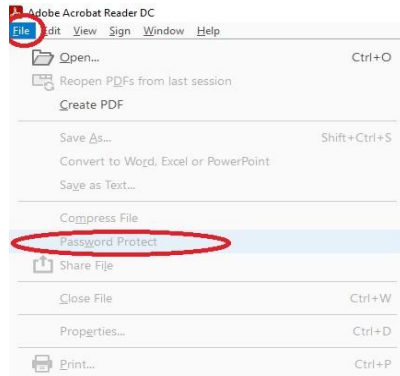 Adobe Acrobat Reader DC
File Edit View Sign Window Help
Open... Ctrl+O
Reopen PDFs from last session
Create PDF
Save As... Shift+Ctrl+S
Convert to Word, Excel or PowerPoint
Save as Text...
Compress File
Password Protect
Share File
Close File Ctrl+W
Properties... Ctrl+D
Print... Ctrl+P